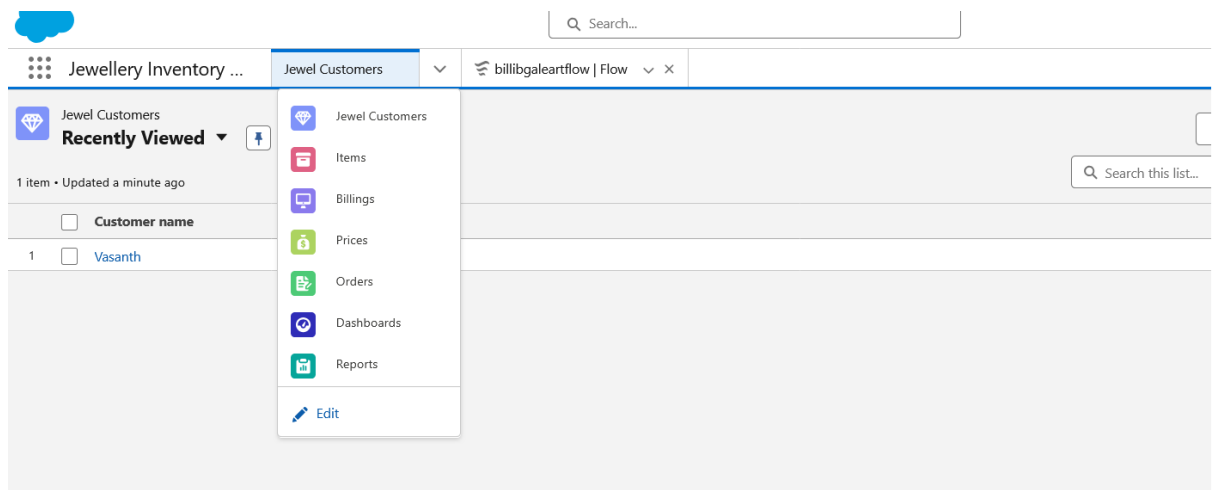 Search...
Jewellery Inventory ...
Jewel Customers
billibgaleartflow | Flow
Jewel Customers
Recently Viewed
1 item • Updated a minute ago
Search this list...
Customer name
1 Vasanth
Jewel Customers
Items
Billings
Prices
Orders
Dashboards
Reports
Edit